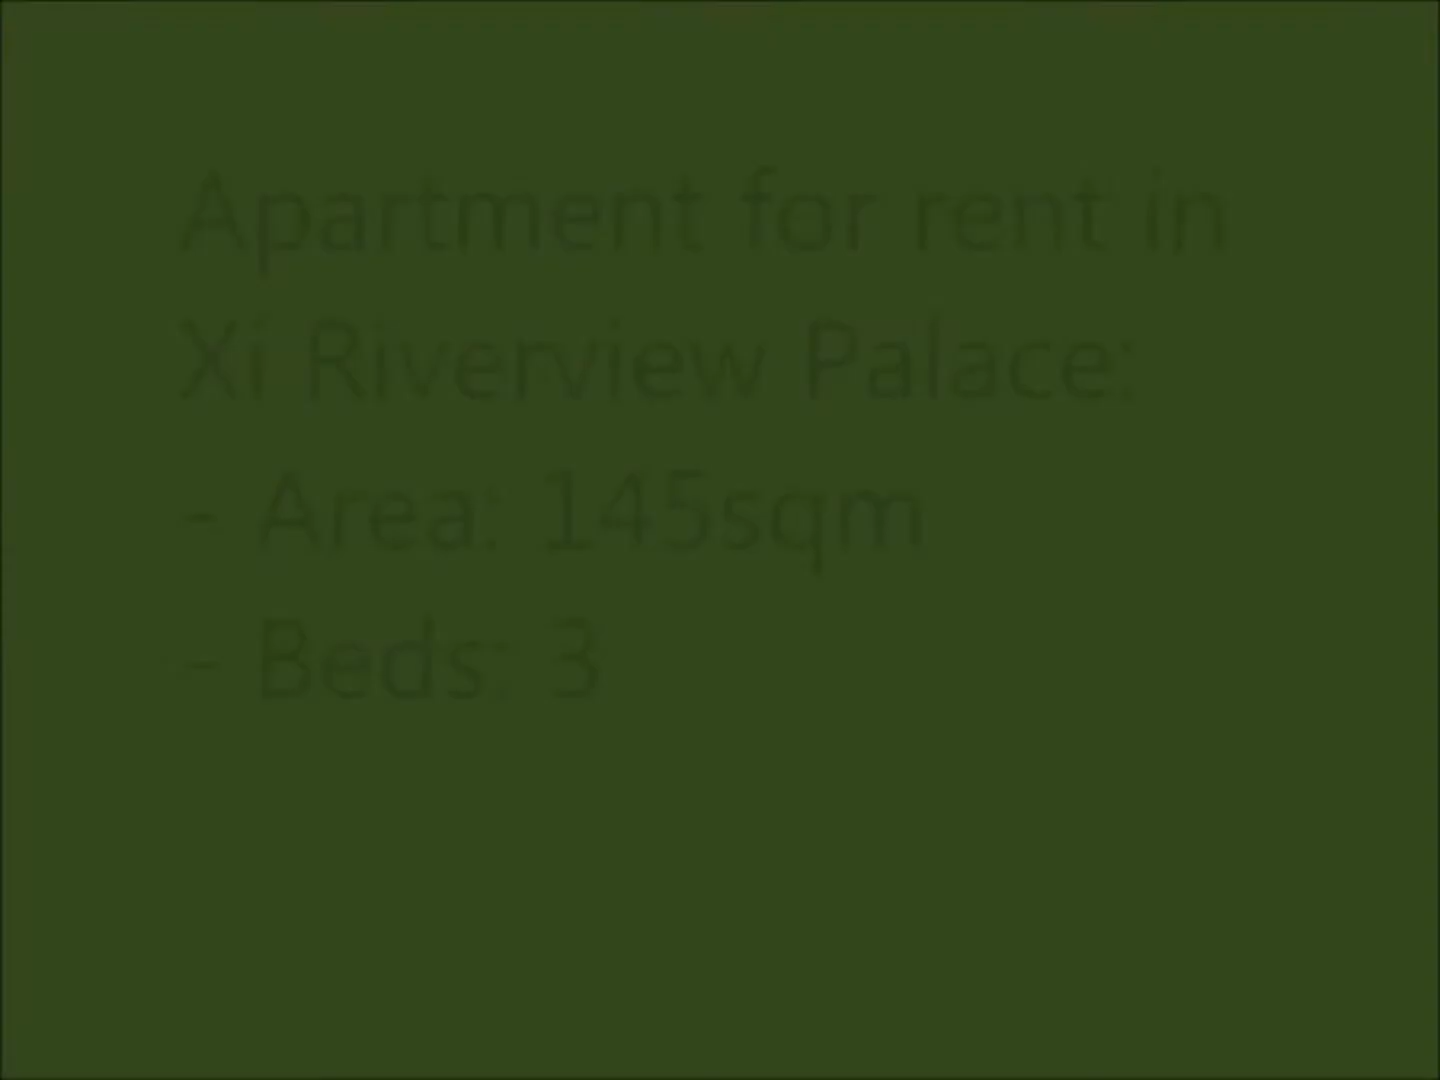 Apartment for rent in
Xi Riverview Palace:
- Area: 145sqm
- Beds: 3